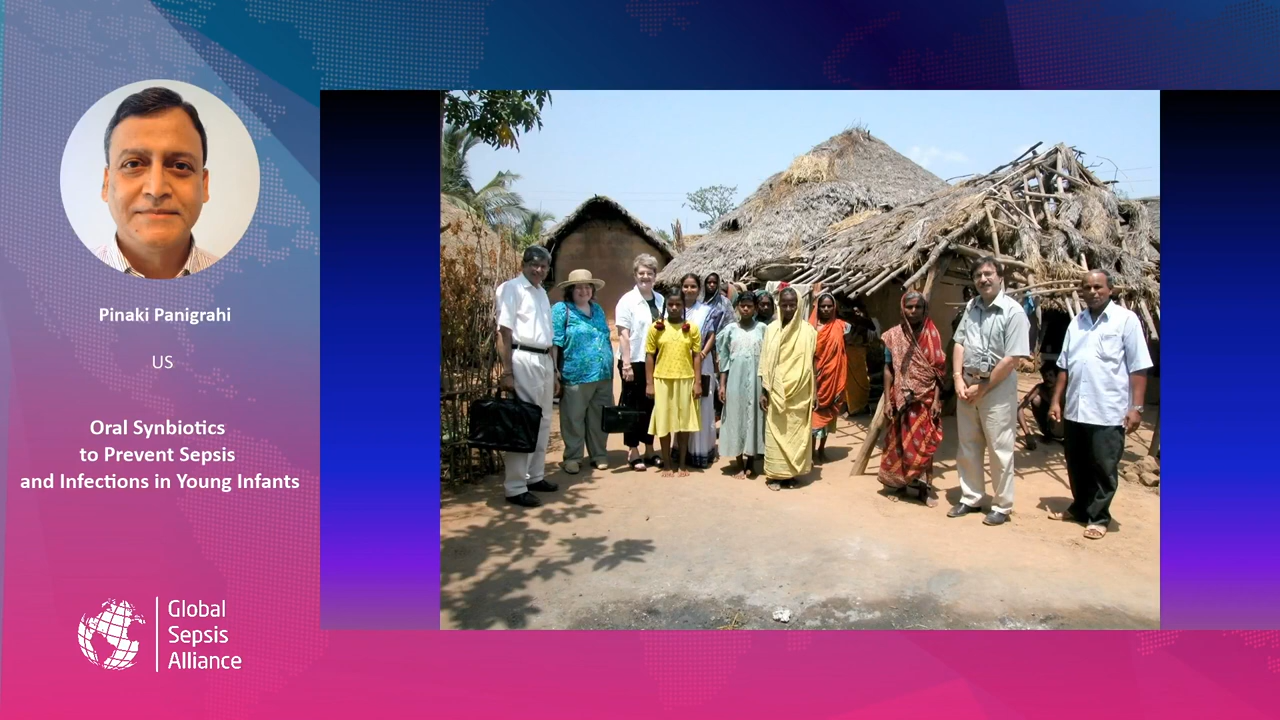 Pinaki Panigrahi
US
Oral Synbiotics
to Prevent Sepsis
and Infections in Young Infants
Global
Sepsis
Alliance